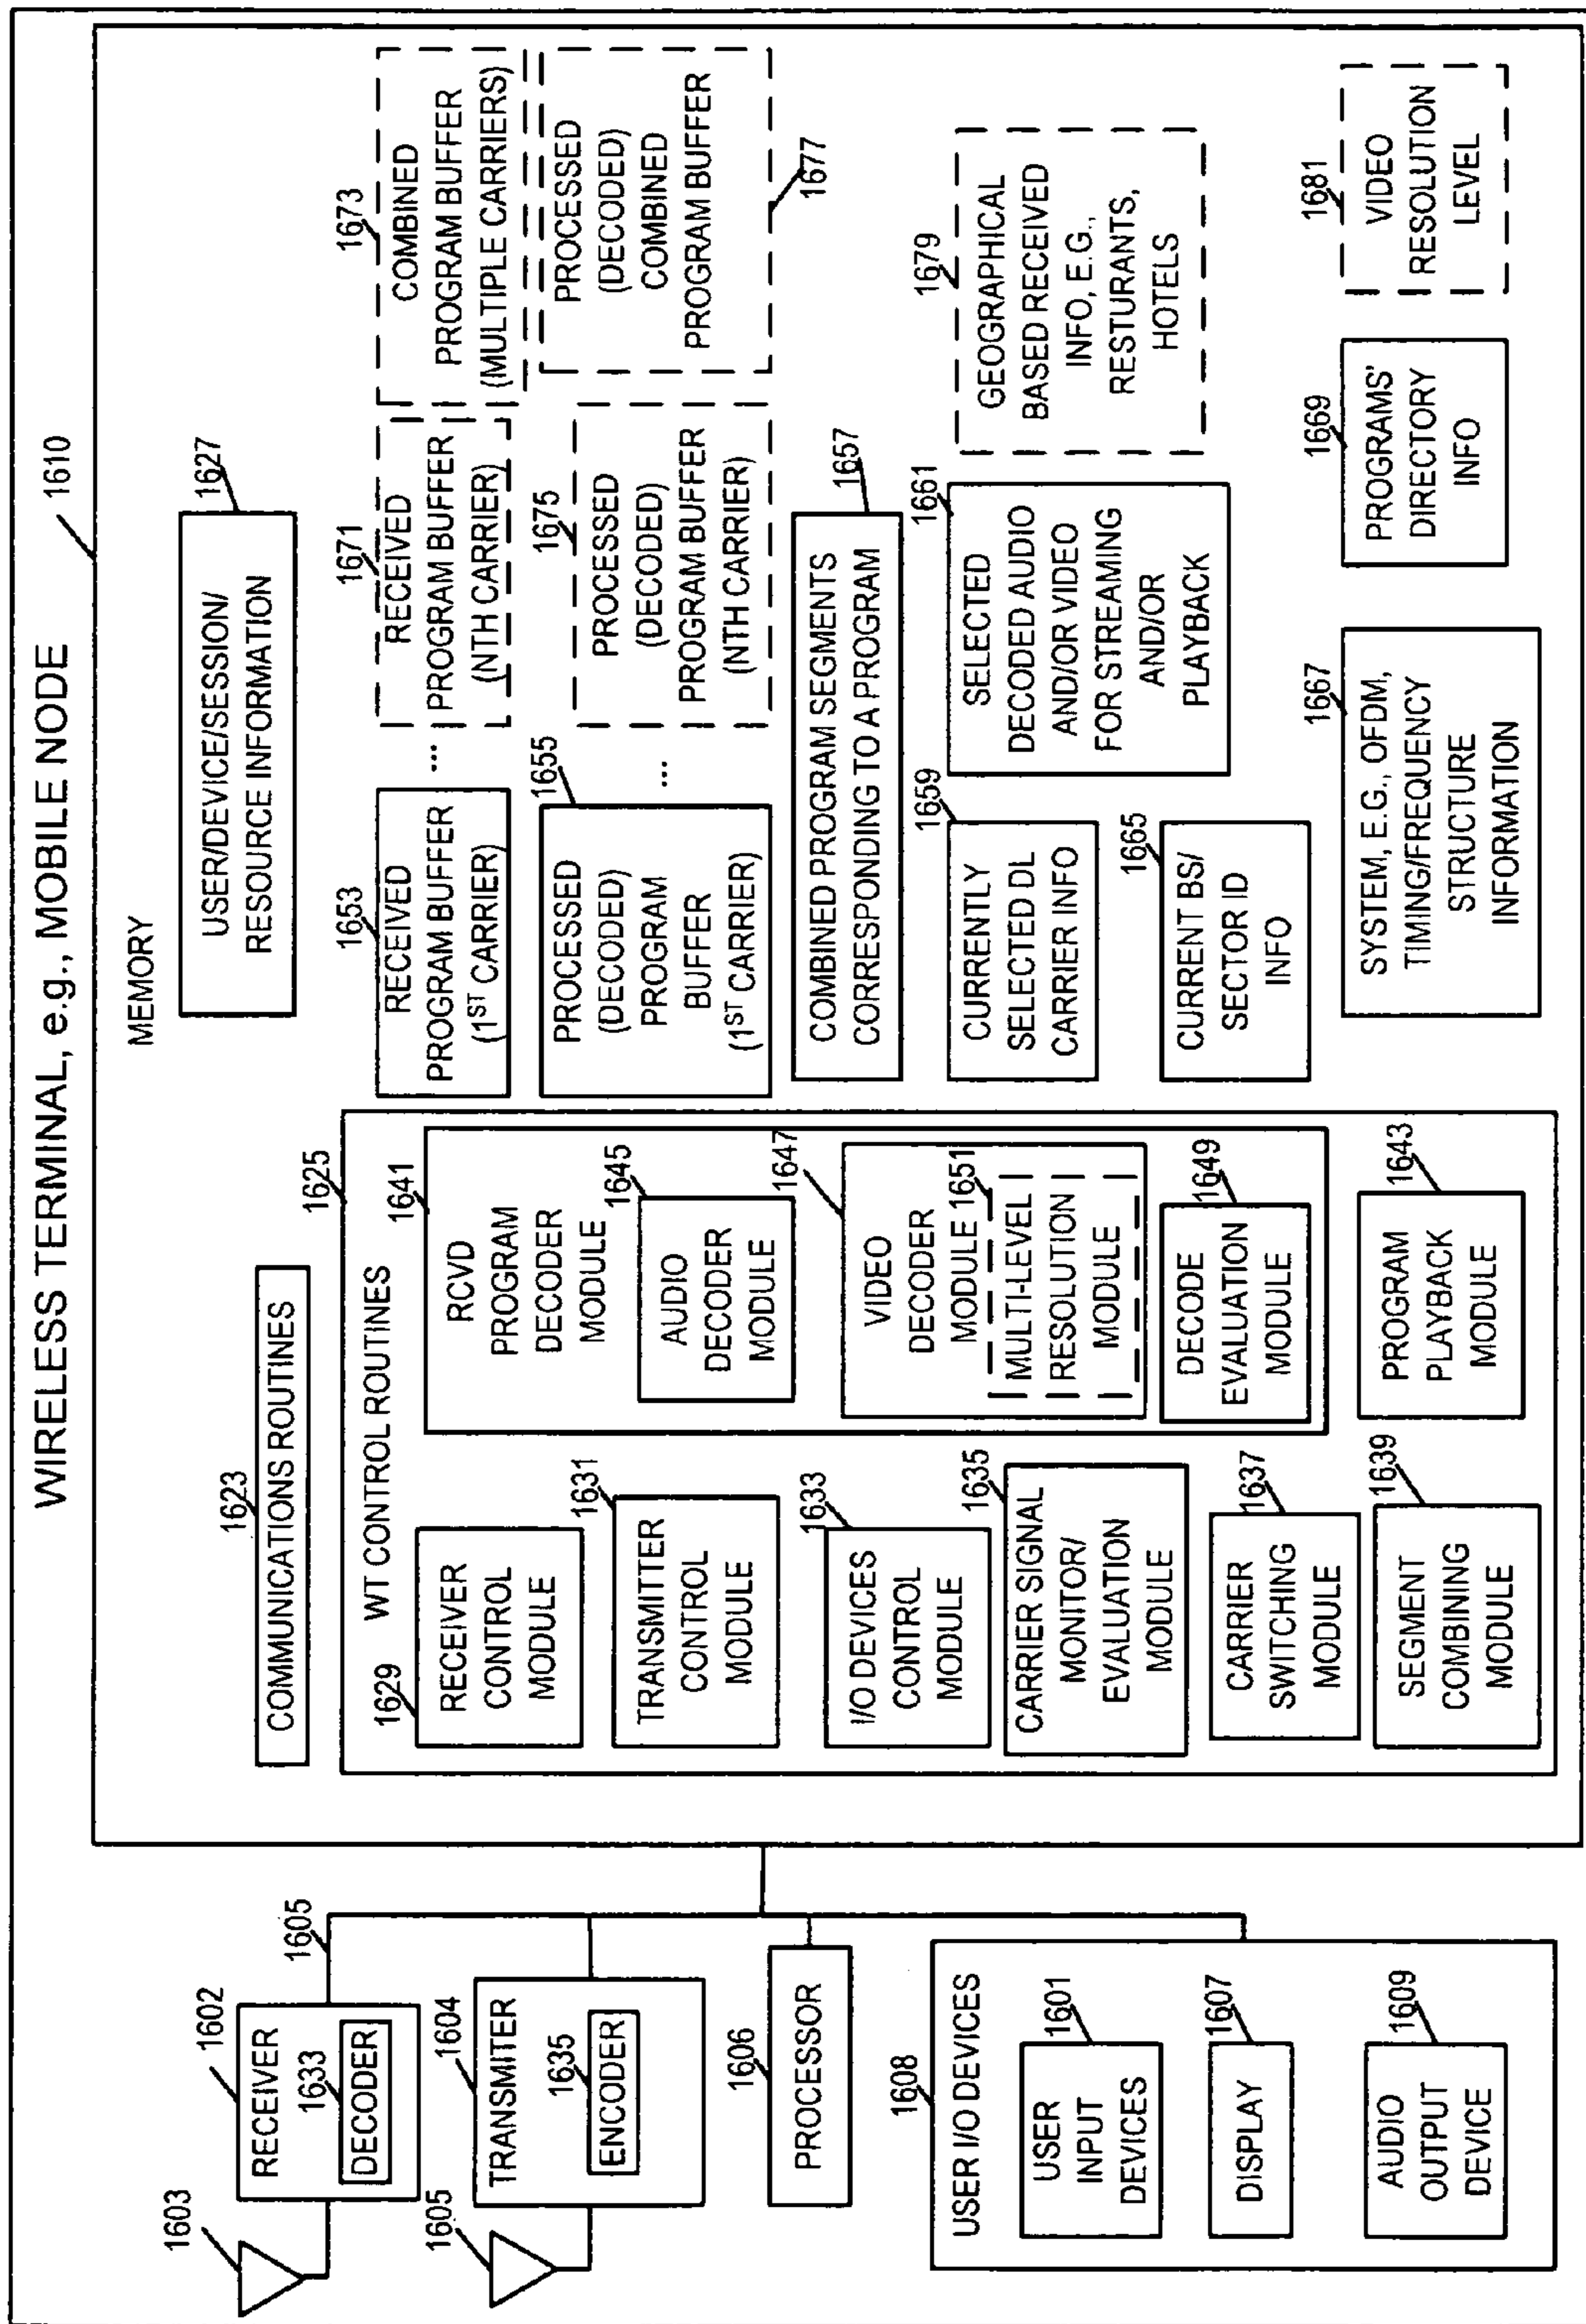 WIRELESS TERMINAL, e.g., MOBILE NODE
1610
1603
1602
RECEIVER
1633
DECODER
1605
1605
1604
TRANSMITER
1635
ENCODER
1606
PROCESSOR
1608
USER I/O DEVICES
1601
USER
INPUT
DEVICES
1607
DISPLAY
1609
AUDIO
OUTPUT
DEVICE
MEMORY
1623
COMMUNICATIONS ROUTINES
1625
WT CONTROL ROUTINES
1629
RECEIVER
CONTROL
MODULE
1631
TRANSMITTER
CONTROL
MODULE
1633
I/O DEVICES
CONTROL
MODULE
1635
CARRIER SIGNAL
MONITOR/
EVALUATION
MODULE
1637
CARRIER
SWITCHING
MODULE
1639
SEGMENT
COMBINING
MODULE
1641
RCVD
PROGRAM
DECODER
MODULE
1645
AUDIO
DECODER
MODULE
1647
VIDEO
DECODER
MODULE
1651
MULTI-LEVEL
RESOLUTION
MODULE
1649
DECODE
EVALUATION
MODULE
1643
PROGRAM
PLAYBACK
MODULE
1627
USER/DEVICE/SESSION/
RESOURCE INFORMATION
1653
RECEIVED
PROGRAM BUFFER
(1ST CARRIER)
...
1671
RECEIVED
PROGRAM BUFFER
(NTH CARRIER)
1673
COMBINED
PROGRAM BUFFER
(MULTIPLE CARRIERS)
1655
PROCESSED
(DECODED)
PROGRAM
BUFFER
(1ST CARRIER)
...
1675
PROCESSED
(DECODED)
PROGRAM BUFFER
(NTH CARRIER)
PROCESSED
(DECODED)
COMBINED
PROGRAM BUFFER
1677
1657
COMBINED PROGRAM SEGMENTS
CORRESPONDING TO A PROGRAM
1659
CURRENTLY
SELECTED DL
CARRIER INFO
1661
SELECTED
DECODED AUDIO
AND/OR VIDEO
FOR STREAMING
AND/OR
PLAYBACK
1679
GEOGRAPHICAL
BASED RECEIVED
INFO, E.G.,
RESTURANTS,
HOTELS
1665
CURRENT BS/
SECTOR ID
INFO
1667
SYSTEM, E.G., OFDM,
TIMING/FREQUENCY
STRUCTURE
INFORMATION
1669
PROGRAMS'
DIRECTORY
INFO
1681
VIDEO
RESOLUTION
LEVEL